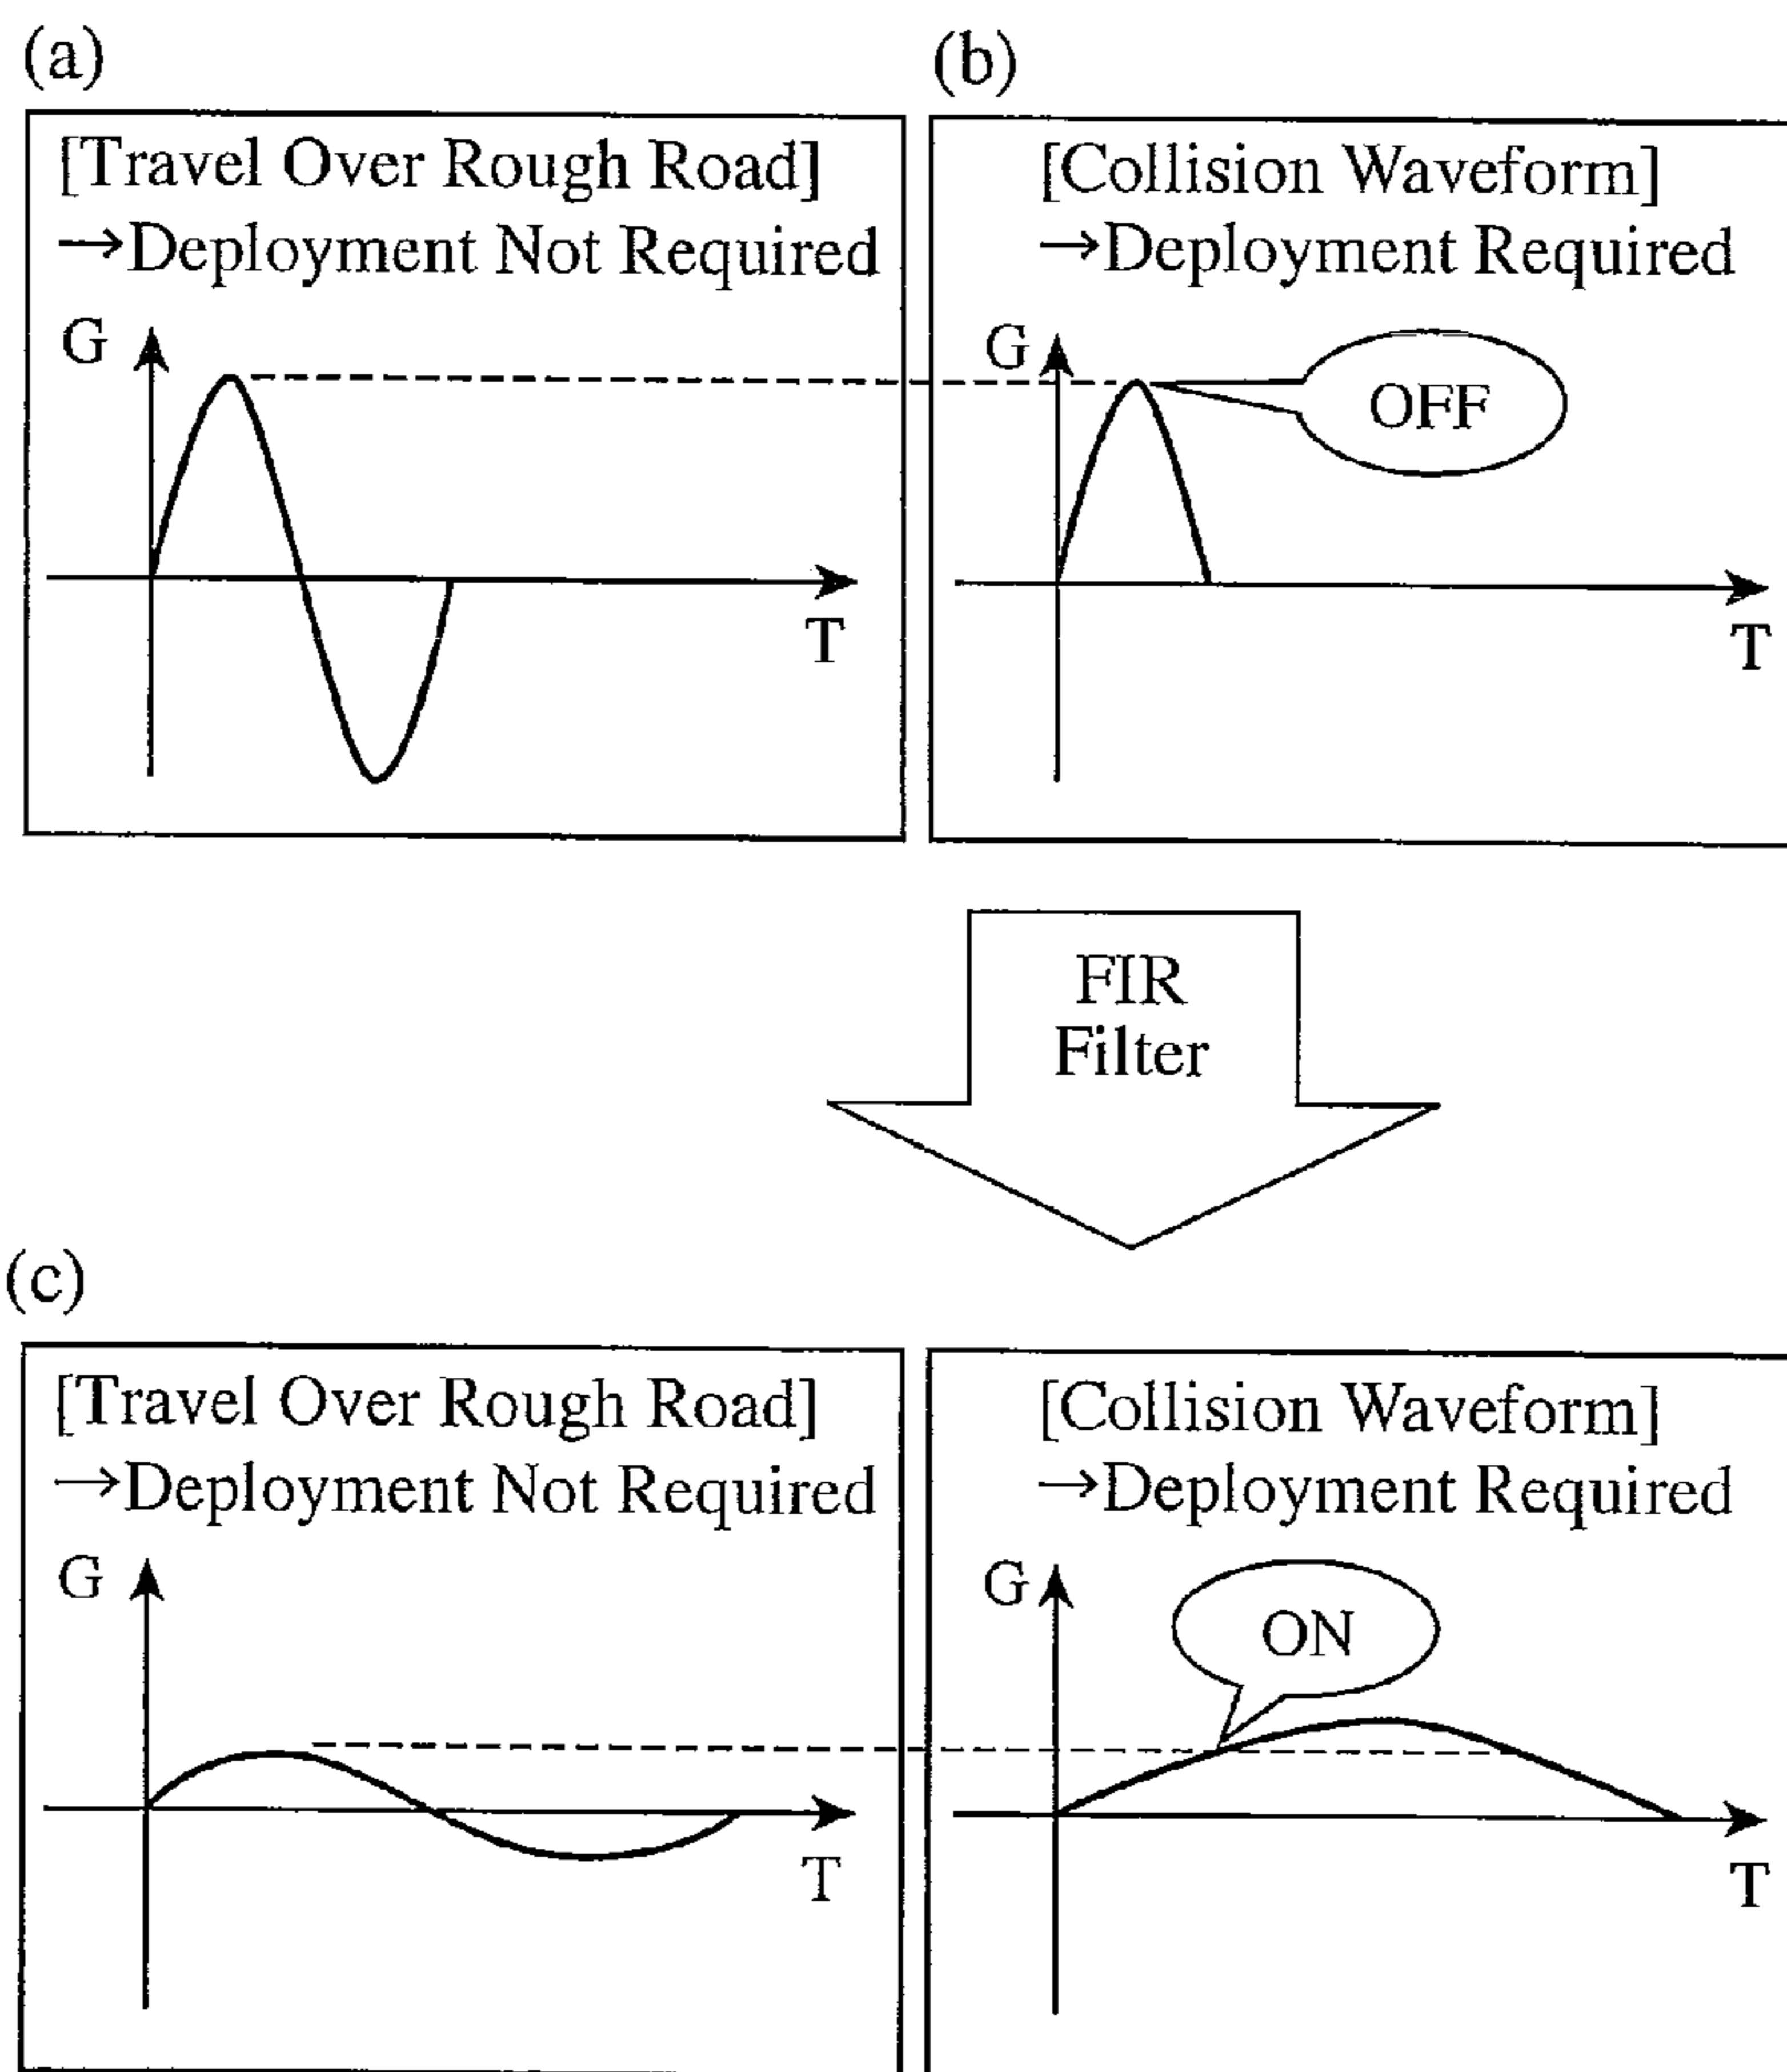 (a)
[Travel Over Rough Road]
→Deployment Not Required
G
T
(b)
[Collision Waveform]
→Deployment Required
G
OFF
T
FIR
Filter
(c)
[Travel Over Rough Road]
→Deployment Not Required
G
T
[Collision Waveform]
→Deployment Required
G
ON
T